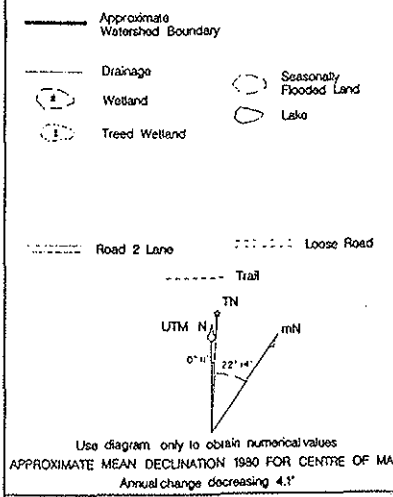 Approximate
Watershed Boundary
Drainage
Wetland
Treed Wetland
Seasonally
Flooded Land
Lake
Road 2 Lane
Loose Road
Trail
TN
UTM N
mN
22° 14'
Use diagram only to obtain numerical values
APPROXIMATE MEAN DECLINATION 1980 FOR CENTRE OF MA
Annual change decreasing 4.1'